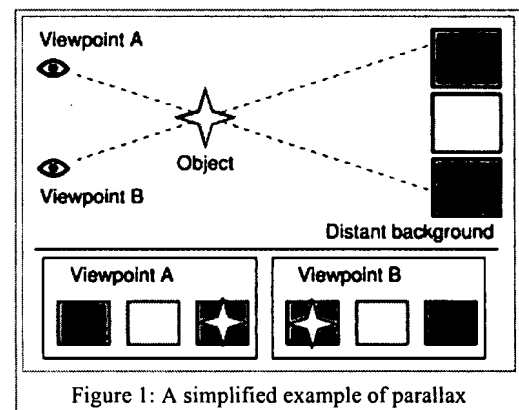 Viewpoint A
Object
Viewpoint B
Distant background
Viewpoint A
Viewpoint B
Figure 1: A simplified example of parallax